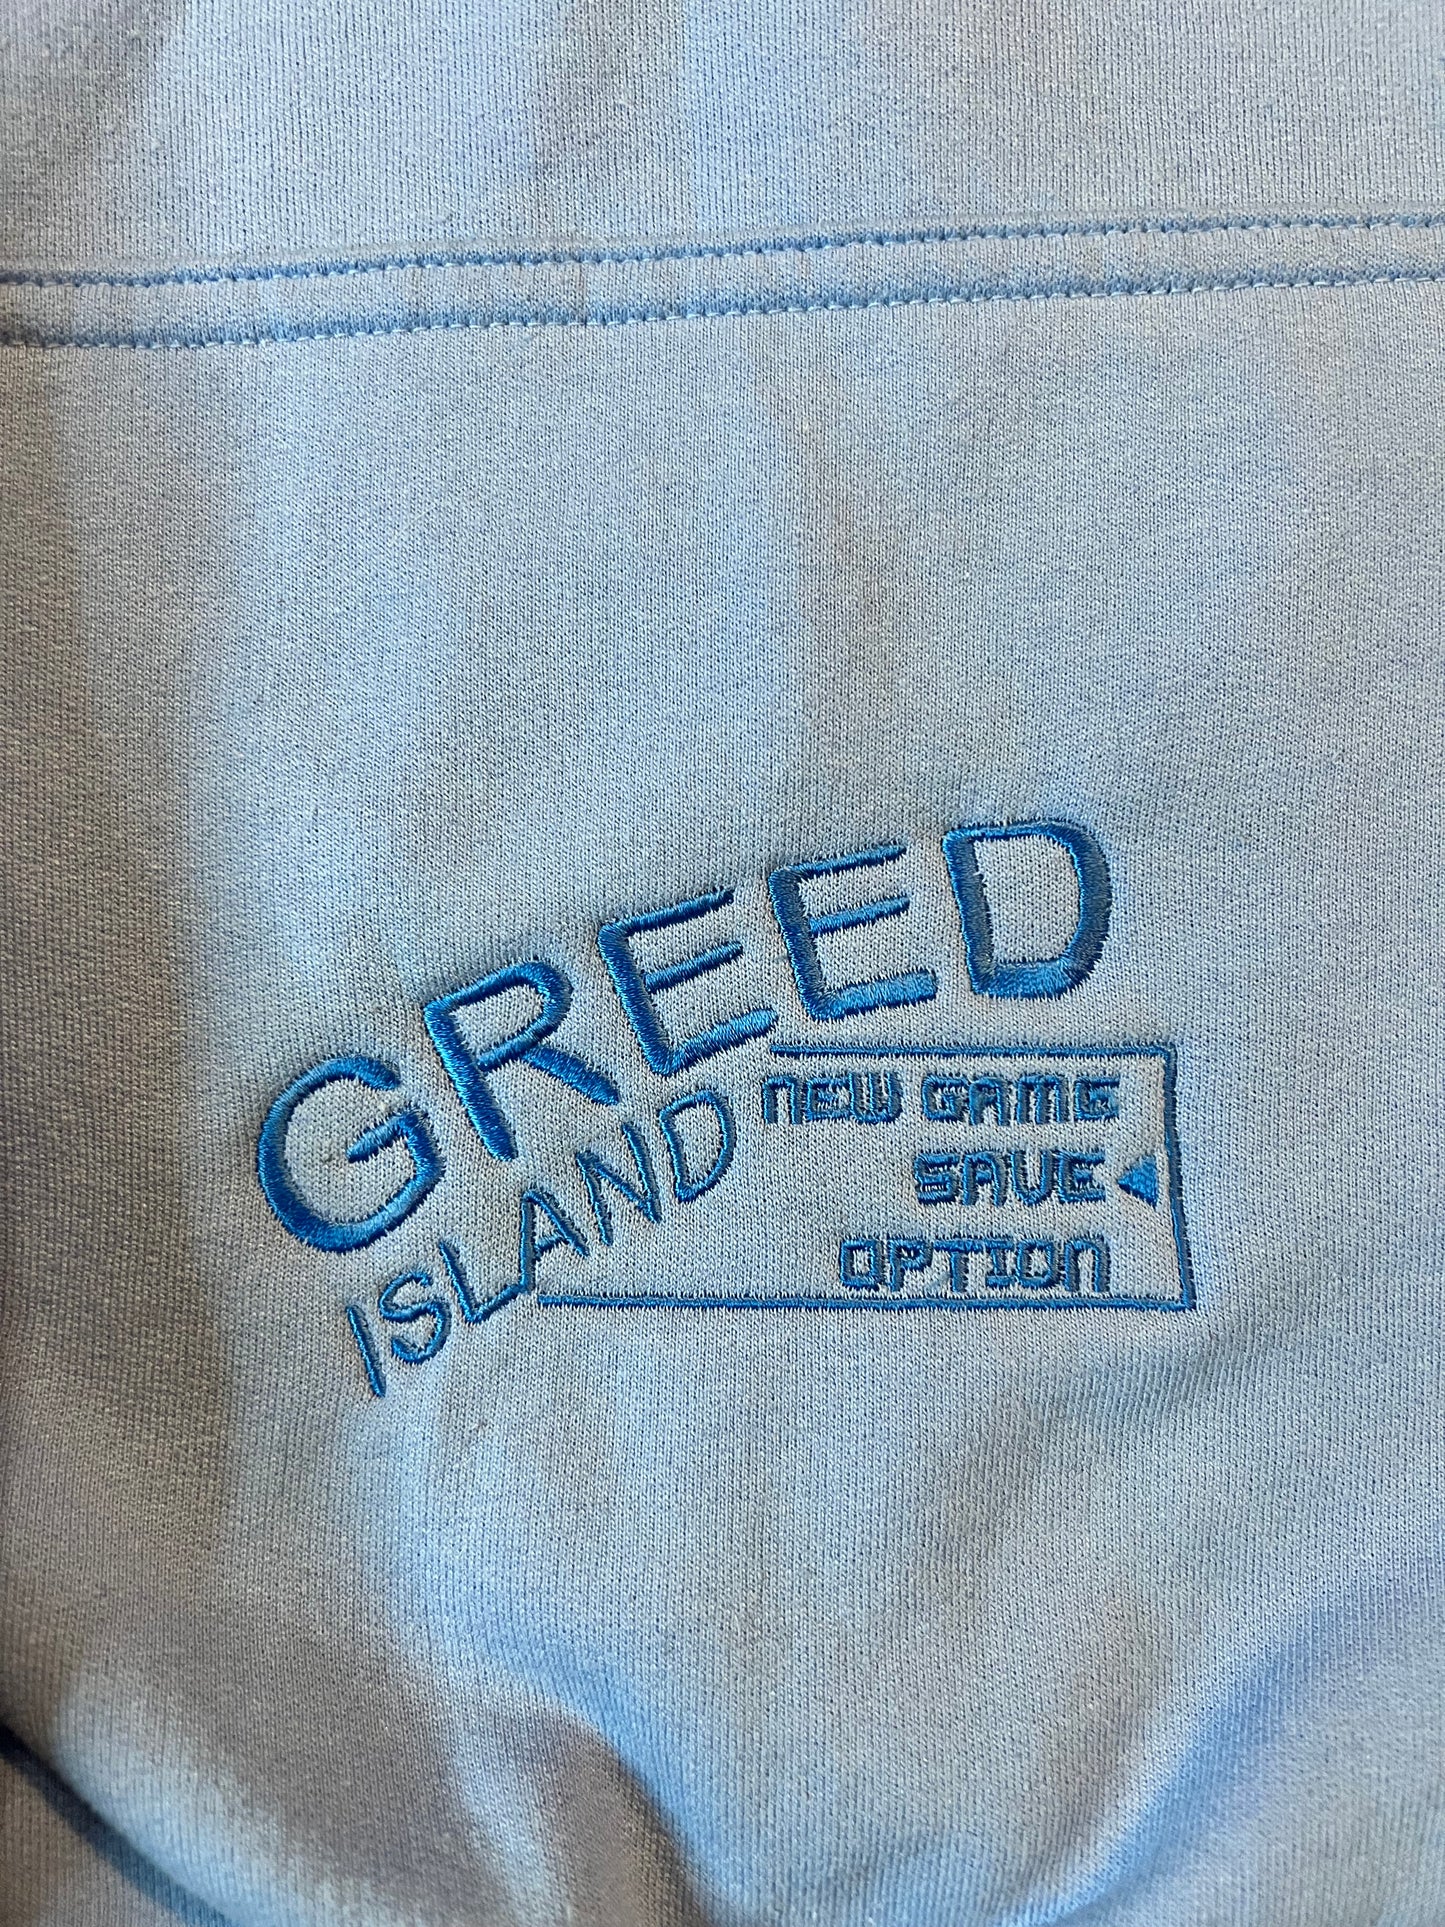 GREED
ISLAND
NEW GAME
SAVE
OPTION